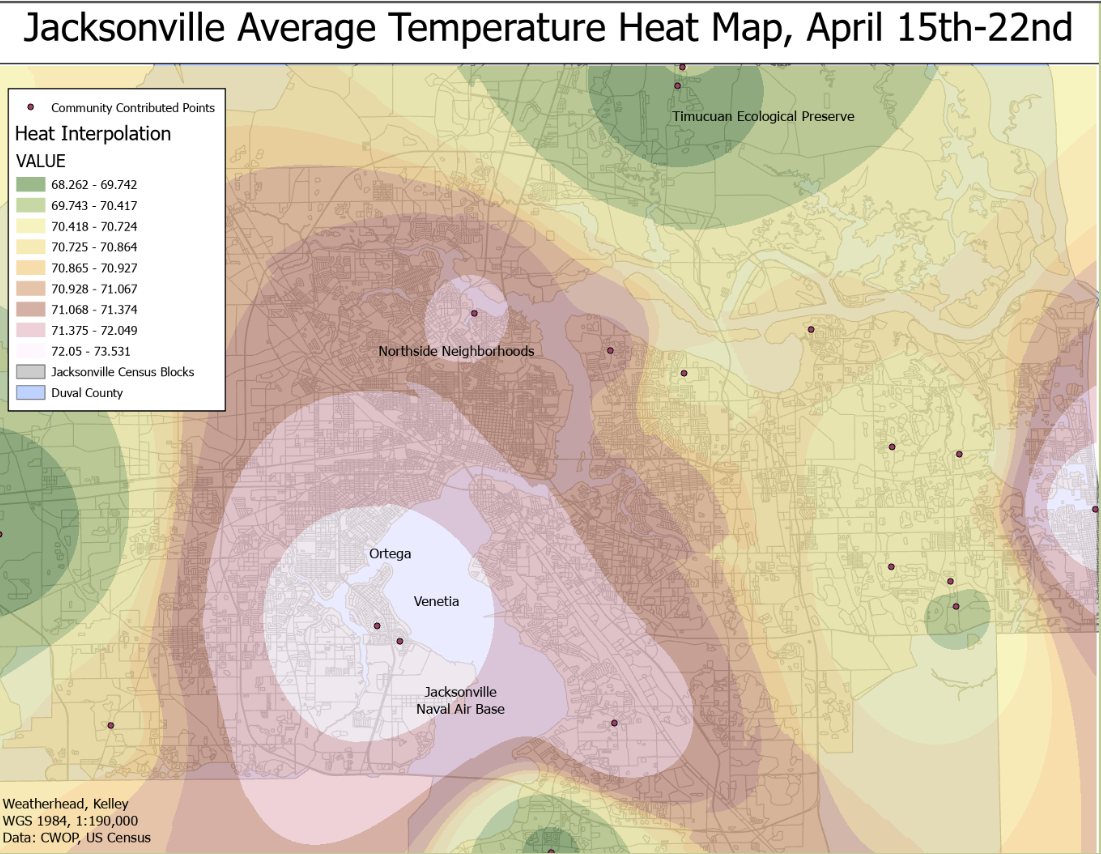 Jacksonville Average Temperature Heat Map, April 15th-22nd
Community Contributed Points
Heat Interpolation
VALUE
68.262 - 69.742
69.743 - 70.417
70.418 - 70.724
70.725 - 70.864
70.865 - 70.927
70.928 - 71.067
71.068 - 71.374
71.375 - 72.049
72.05 - 73.531
Jacksonville Census Blocks
Duval County
Timucuan Ecological Preserve
Northside Neighborhoods
Ortega
Venetia
Jacksonville
Naval Air Base
Weatherhead, Kelley
WGS 1984, 1:190,000
Data: CWOP, US Census